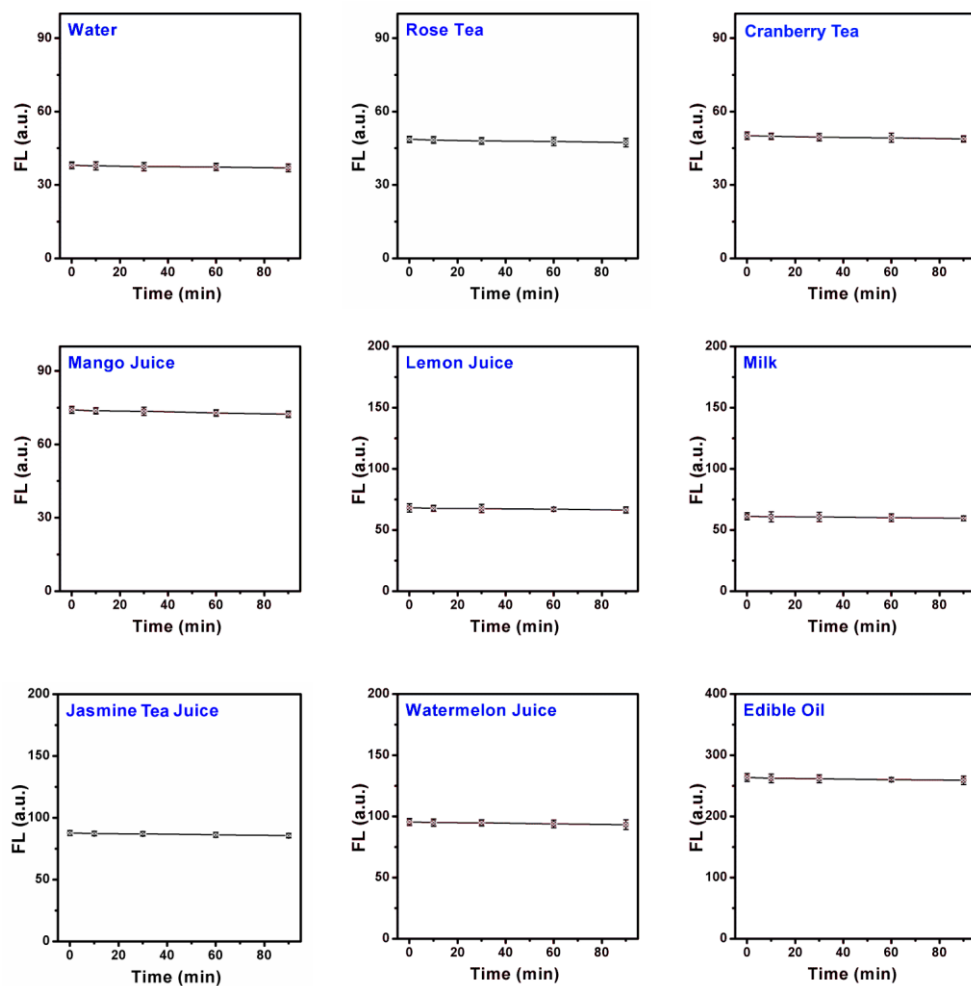 Water
90
60
30
0
FL (a.u.)
0 20 40 60 80
Time (min)
Rose Tea
90
60
30
0
FL (a.u.)
0 20 40 60 80
Time (min)
Cranberry Tea
90
60
30
0
FL (a.u.)
0 20 40 60 80
Time (min)
Mango Juice
90
60
30
0
FL (a.u.)
0 20 40 60 80
Time (min)
Lemon Juice
200
150
100
50
0
FL (a.u.)
0 20 40 60 80
Time (min)
Milk
200
150
100
50
0
FL (a.u.)
0 20 40 60 80
Time (min)
Jasmine Tea Juice
200
150
100
50
0
FL (a.u.)
0 20 40 60 80
Time (min)
Watermelon Juice
200
150
100
50
0
FL (a.u.)
0 20 40 60 80
Time (min)
Edible Oil
400
300
200
100
0
FL (a.u.)
0 20 40 60 80
Time (min)